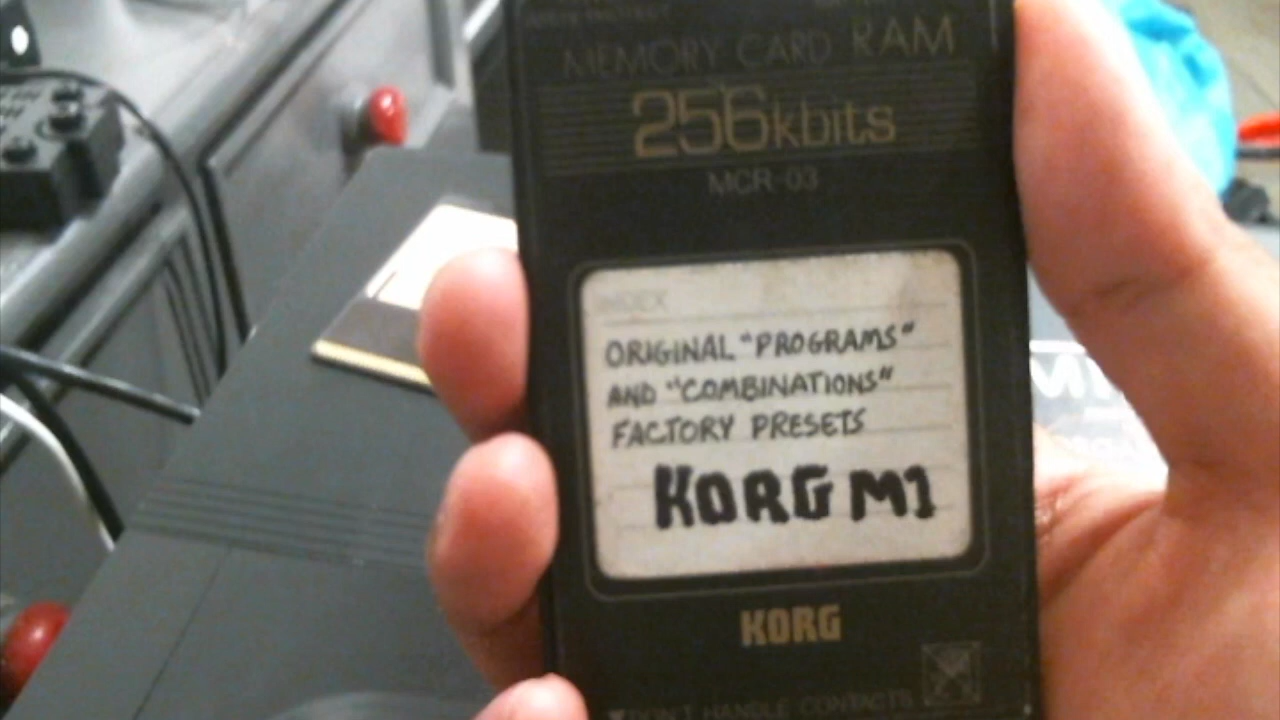 MEMORY CARD RAM
256kbits
MCR-03
INDEX
ORIGINAL "PROGRAMS"
AND "COMBINATIONS"
FACTORY PRESETS
KORG M1
KORG
▼DON'T HANDLE CONTACTS